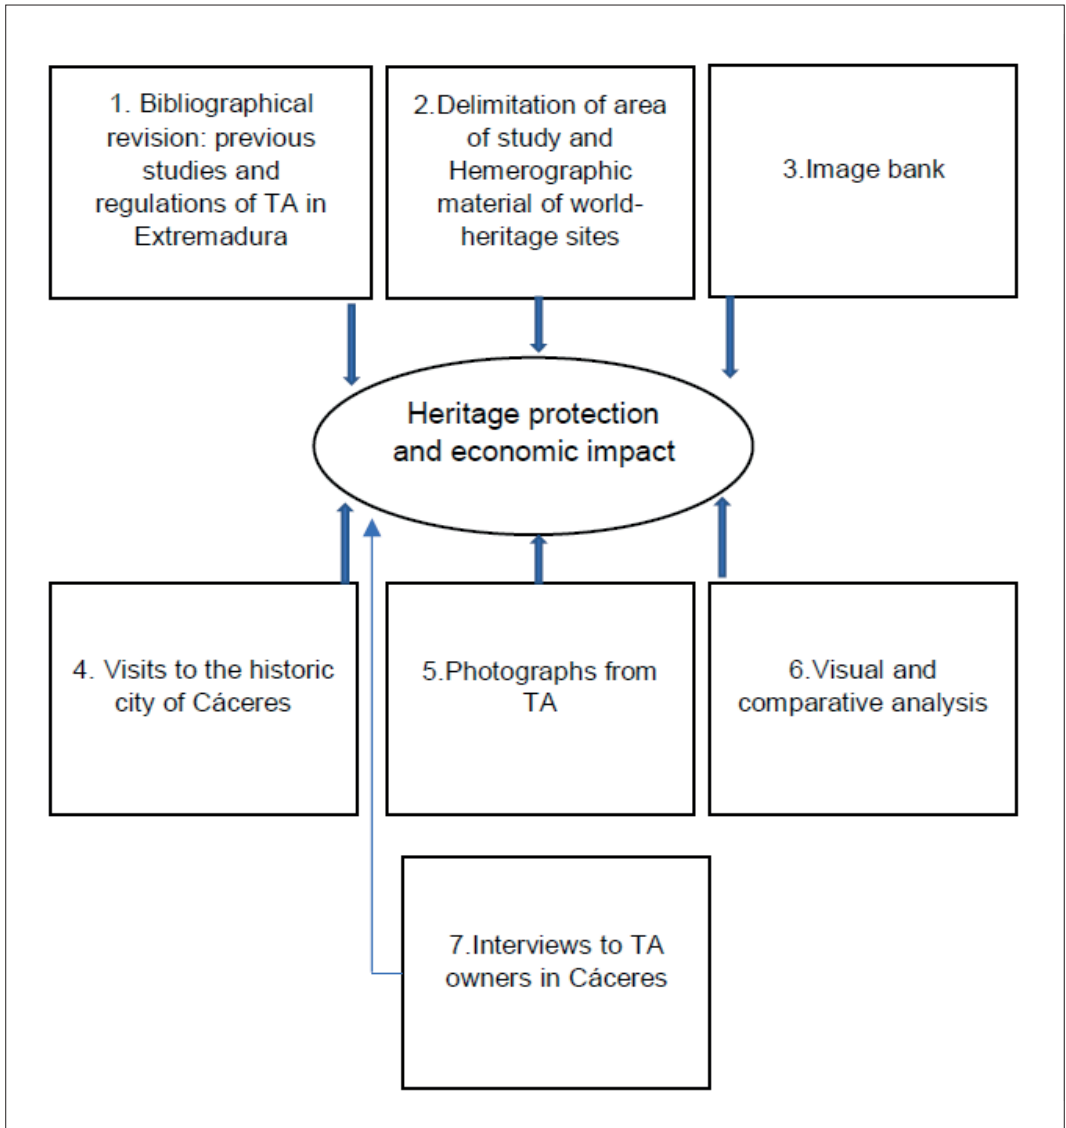 1. Bibliographical
revision: previous
studies and
regulations of TA in
Extremadura
2.Delimitation of area
of study and
Hemerographic
material of world-
heritage sites
3.Image bank
Heritage protection
and economic impact
4. Visits to the historic
city of Cáceres
5.Photographs from
TA
6.Visual and
comparative analysis
7.Interviews to TA
owners in Cáceres